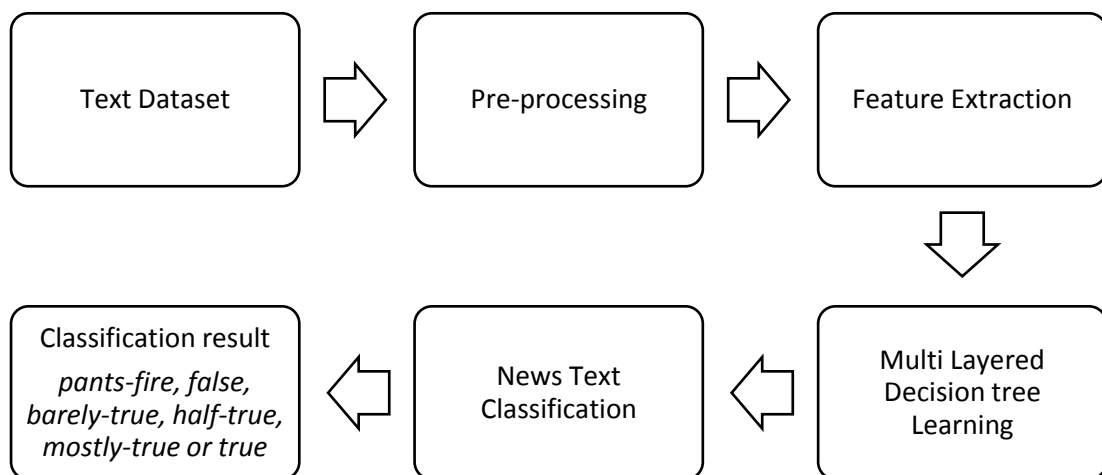 Text Dataset
Pre-processing
Feature Extraction
Multi Layered
Decision tree
Learning
News Text
Classification
Classification result
pants-fire, false,
barely-true, half-true,
mostly-true or true